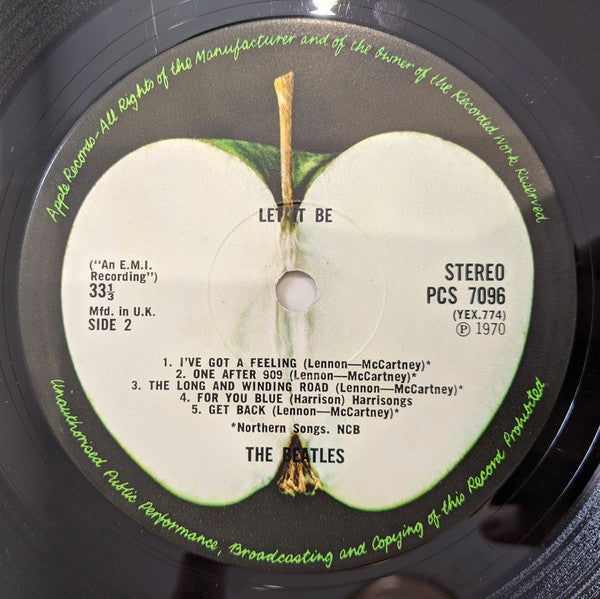 Apple Records-All Rights of the Manufacturer and of the Owner of the Recorded Work Reserved
LET IT BE
("An E.M.I.
Recording")
33⅓
Mfd. in U.K.
SIDE 2
STEREO
PCS 7096
(YEX.774)
Ⓟ 1970
1. I'VE GOT A FEELING (Lennon—McCartney)*
2. ONE AFTER 909 (Lennon—McCartney)*
3. THE LONG AND WINDING ROAD (Lennon—McCartney)*
4. FOR YOU BLUE (Harrison) Harrisongs
5. GET BACK (Lennon—McCartney)*
*Northern Songs. NCB
THE BEATLES
Unauthorised Public Performance, Broadcasting and Copying of this Record Prohibited.